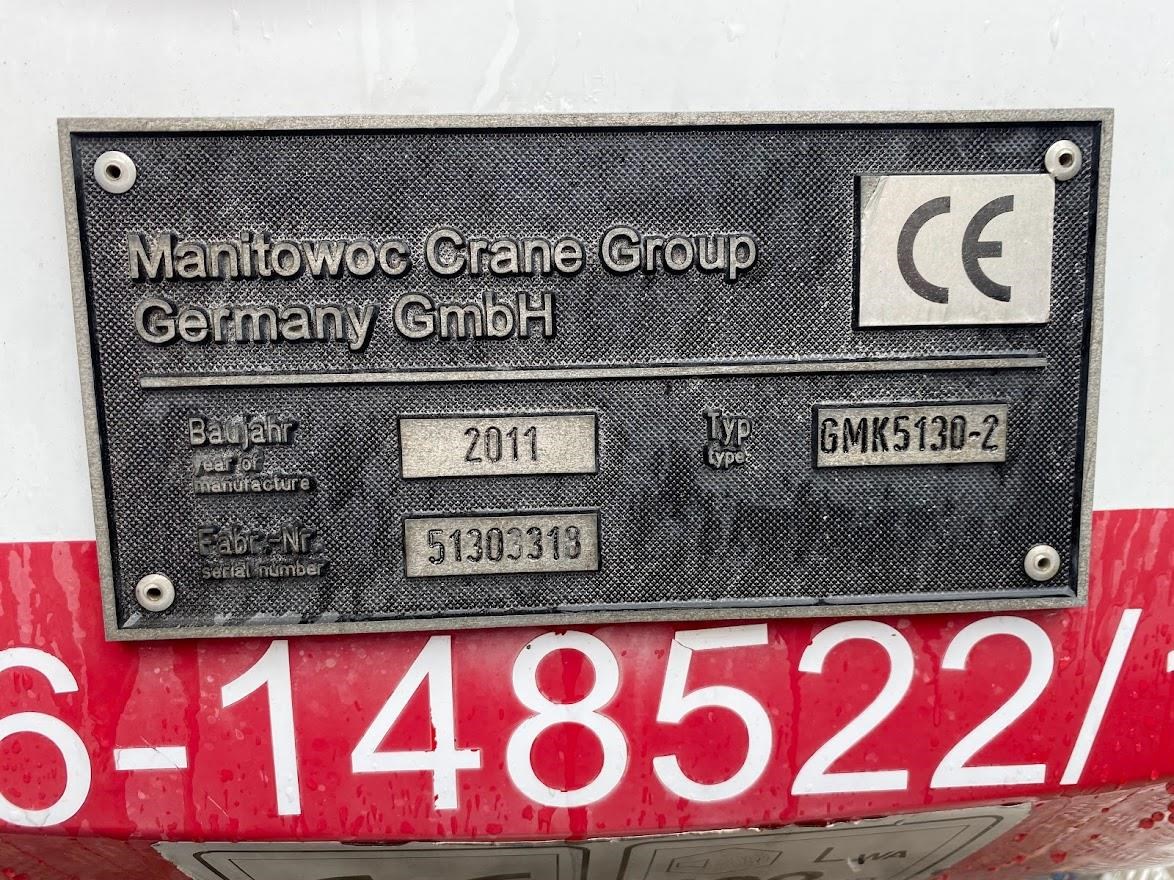 Manitowoc Crane Group
Germany GmbH
CE
Baujahr
year of
manufacture
2011
Typ
type
GMK5130-2
Fabr.-Nr.
serial number
51303318
6-148522/
LWA